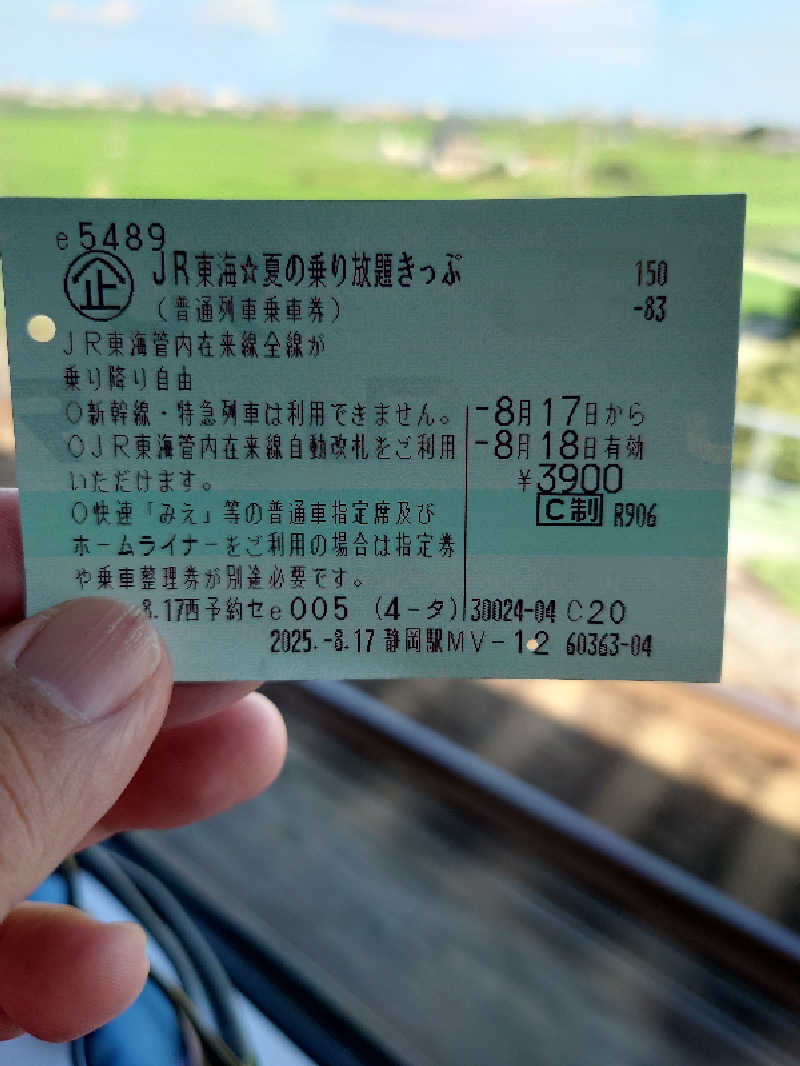 e5489
企 JR東海☆夏の乗り放題きっぷ 150
(普通列車乗車券) -83
JR東海管内在来線全線が
乗り降り自由
○新幹線・特急列車は利用できません。 -8月17日から
○JR東海管内在来線自動改札をご利用 -8月18日有効
いただけます。 ¥3900
○快速「みえ」等の普通車指定席及び C制 R906
ホームライナーをご利用の場合は指定券
や乗車整理券が別途必要です。
8.17西予約セe005 (4-タ) 30024-04 C20
2025.-8.17 静岡駅MV-12 60363-04